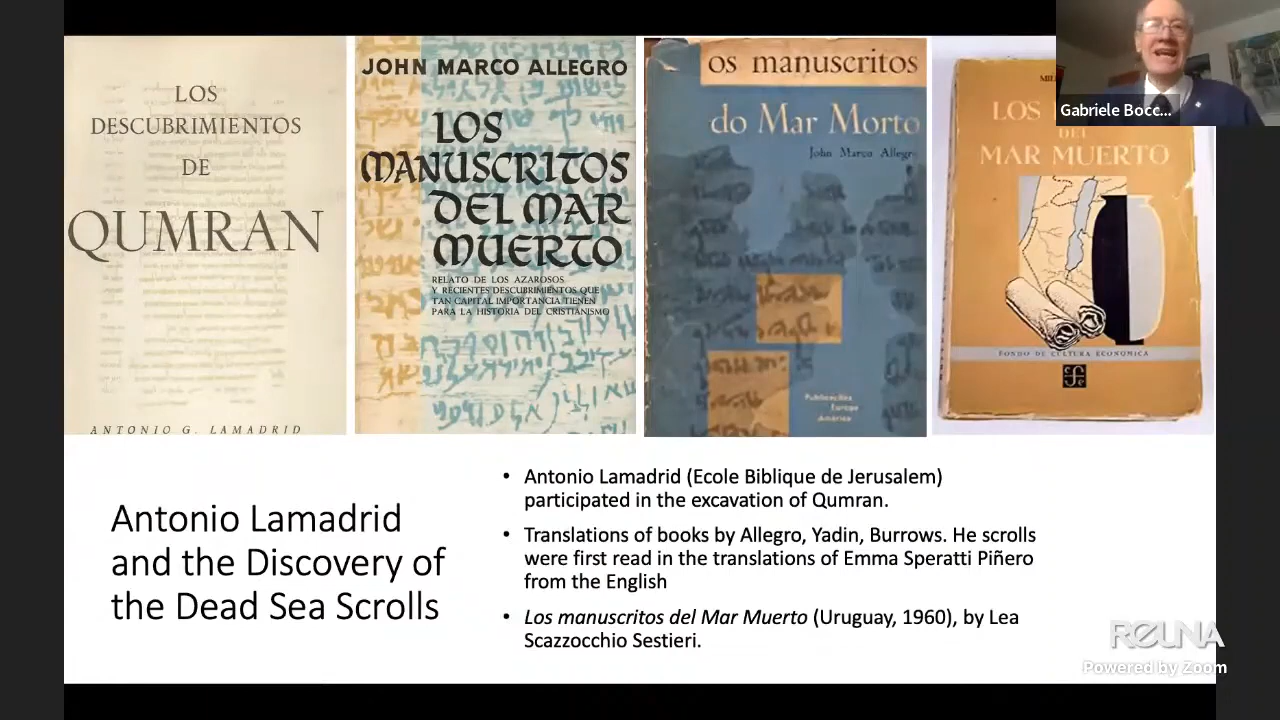 LOS
DESCUBRIMIENTOS
DE
QUMRAN
ANTONIO G. LAMADRID
JOHN MARCO ALLEGRO
LOS
MANUSCRITOS
DEL MAR
MUERTO
RELATO DE LOS AZAROSOS
Y RECIENTES DESCUBRIMIENTOS QUE
TAN CAPITAL IMPORTANCIA TIENEN
PARA LA HISTORIA DEL CRISTIANISMO
os manuscritos
do Mar Morto
John Marco Allegro
Publicações
Europa
América
LOS
DEL
MAR MUERTO
FONDO DE CULTURA ECONOMICA
Gabriele Bocc...
Antonio Lamadrid
and the Discovery of
the Dead Sea Scrolls
• Antonio Lamadrid (Ecole Biblique de Jerusalem)
participated in the excavation of Qumran.
• Translations of books by Allegro, Yadin, Burrows. He scrolls
were first read in the translations of Emma Speratti Piñero
from the English
• Los manuscritos del Mar Muerto (Uruguay, 1960), by Lea
Scazzocchio Sestieri.
REUNA
Powered by Zoom